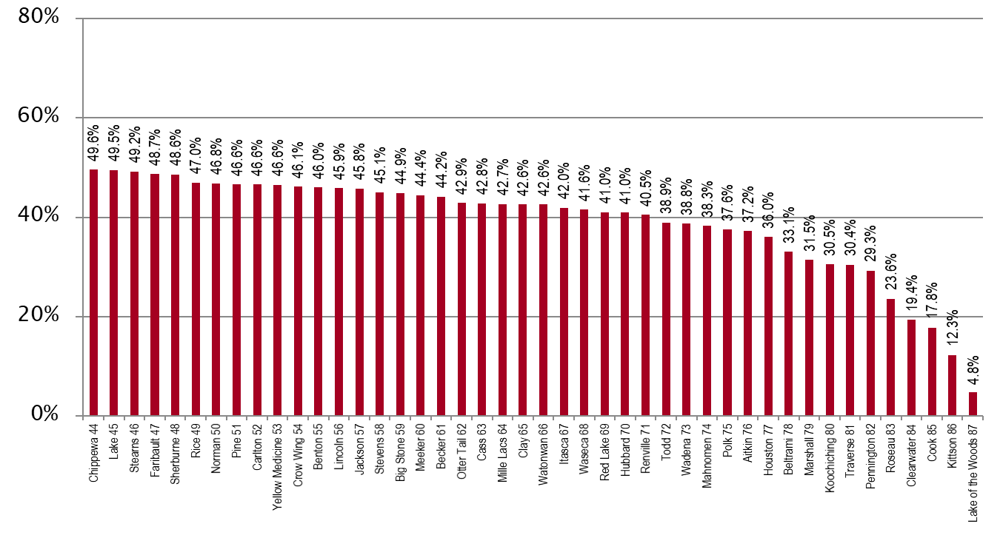 80%
60%
40%
20%
0%
49.6%
49.5%
49.2%
48.7%
48.6%
47.0%
46.8%
46.6%
46.6%
46.6%
46.1%
46.0%
45.9%
45.8%
45.1%
44.9%
44.4%
44.2%
42.9%
42.8%
42.7%
42.6%
42.6%
42.0%
41.6%
41.0%
41.0%
40.5%
38.9%
38.8%
38.3%
37.6%
37.2%
36.0%
33.1%
31.5%
30.5%
30.4%
29.3%
23.6%
19.4%
17.8%
12.3%
4.8%
Chippewa 44
Lake 45
Stearns 46
Faribault 47
Sherburne 48
Rice 49
Norman 50
Pine 51
Carlton 52
Yellow Medicine 53
Crow Wing 54
Benton 55
Lincoln 56
Jackson 57
Stevens 58
Big Stone 59
Meeker 60
Becker 61
Otter Tail 62
Cass 63
Mille Lacs 64
Clay 65
Watonwan 66
Itasca 67
Waseca 68
Red Lake 69
Hubbard 70
Renville 71
Todd 72
Wadena 73
Mahnomen 74
Polk 75
Aitkin 76
Houston 77
Beltrami 78
Marshall 79
Koochiching 80
Traverse 81
Pennington 82
Roseau 83
Clearwater 84
Cook 85
Kittson 86
Lake of the Woods 87